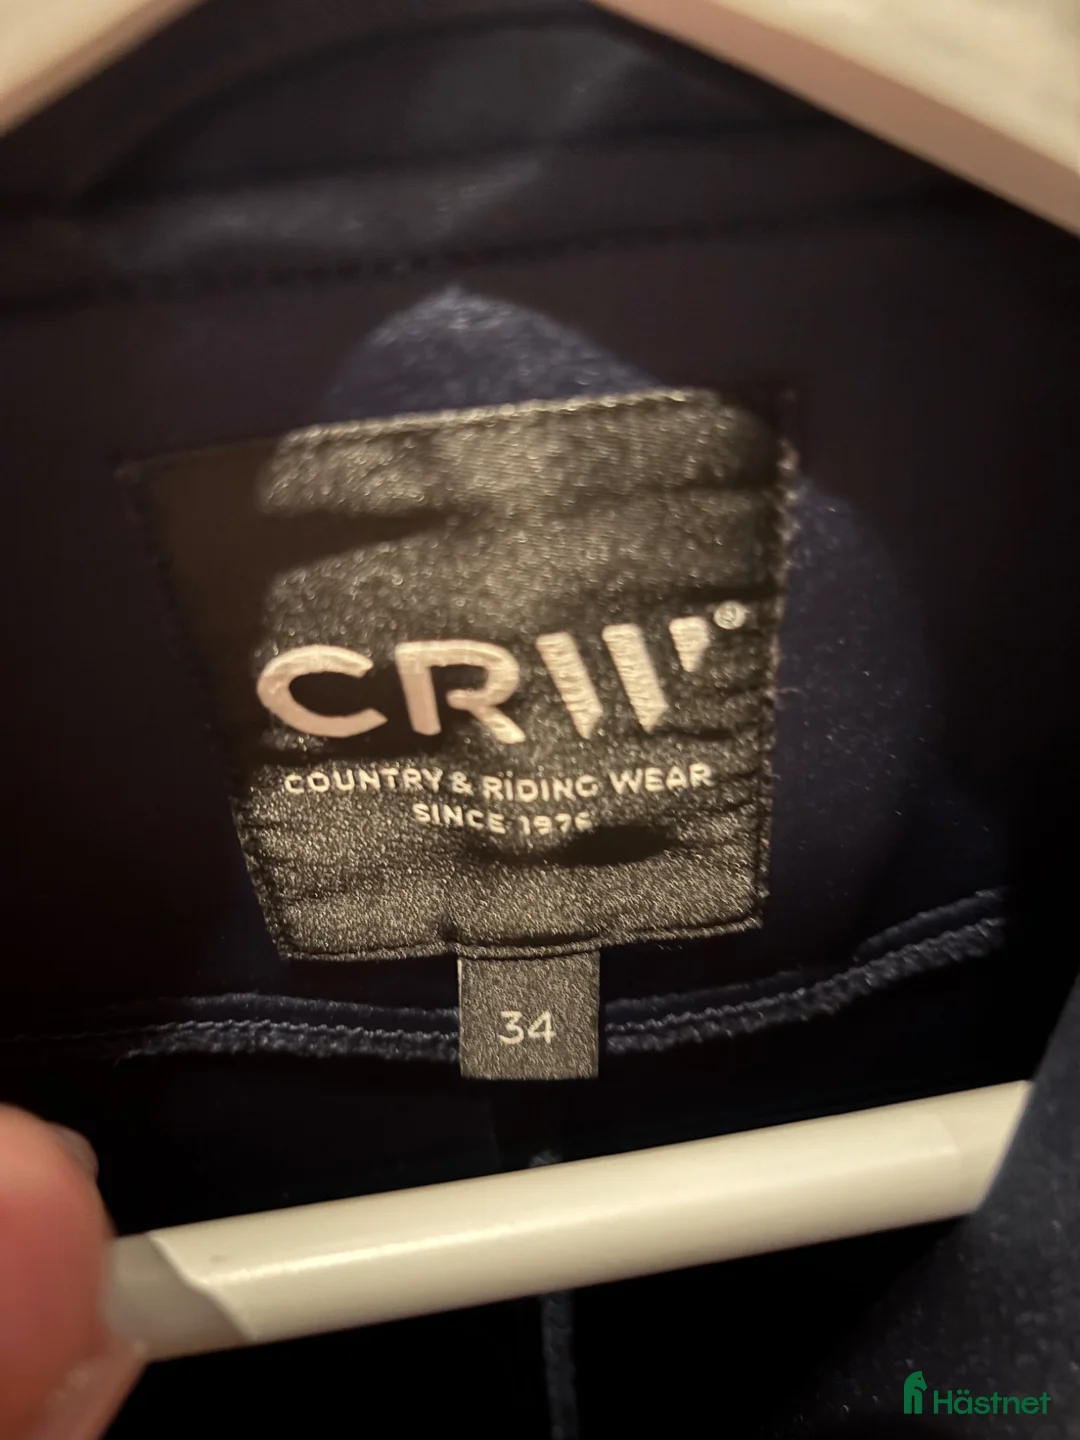 CRW®
COUNTRY & RIDING WEAR
SINCE 1976
34
Hästnet